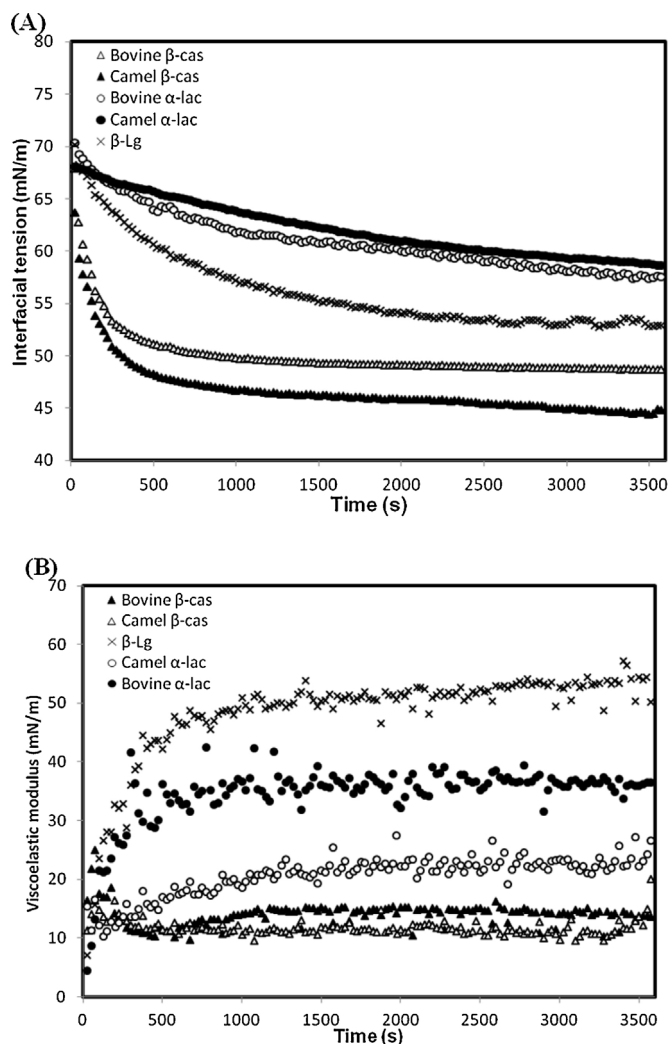 (A)
80
75
70
65
60
55
50
45
40
Interfacial tension (mN/m)
Bovine β-cas
Camel β-cas
Bovine α-lac
Camel α-lac
β-Lg
0 500 1000 1500 2000 2500 3000 3500
Time (s)
(B)
70
60
50
40
30
20
10
0
Viscoelastic modulus (mN/m)
Bovine β-cas
Camel β-cas
β-Lg
Camel α-lac
Bovine α-lac
0 500 1000 1500 2000 2500 3000 3500
Time (s)